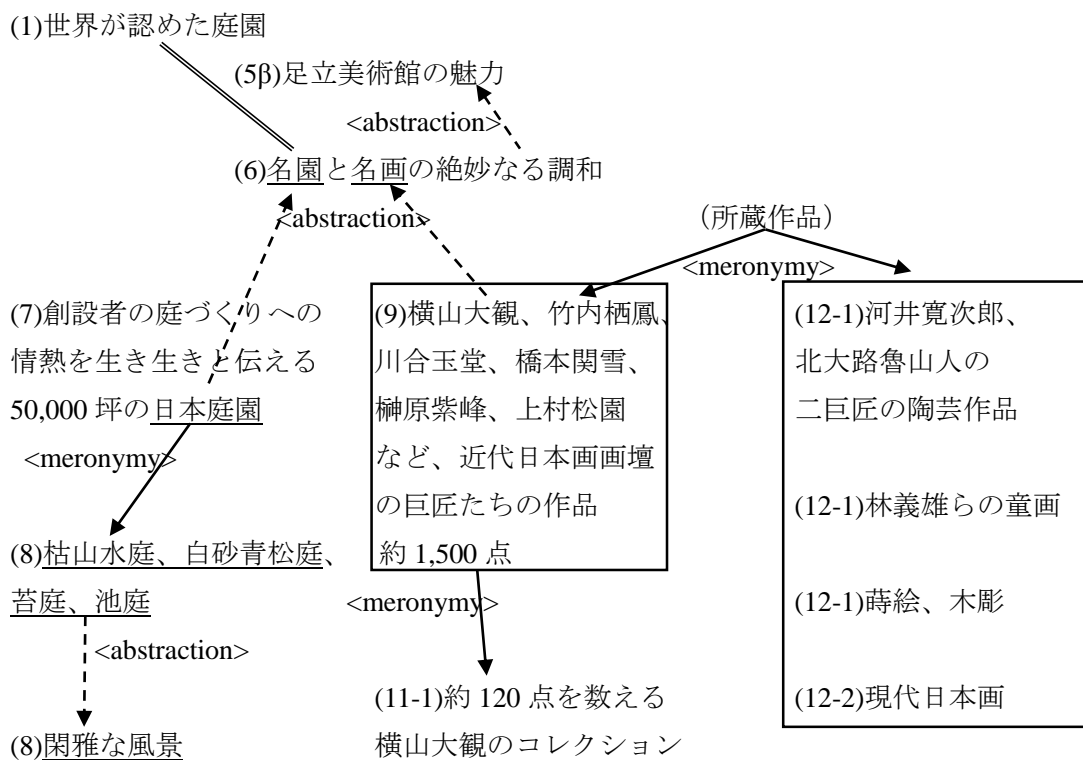 (1)世界が認めた庭園
(5β)足立美術館の魅力
<abstraction>
(6)名園と名画の絶妙なる調和
<abstraction>
（所蔵作品）
<meronymy>
(7)創設者の庭づくりへの
情熱を生き生きと伝える
50,000 坪の日本庭園
<meronymy>
(8)枯山水庭、白砂青松庭、
苔庭、池庭
<abstraction>
(8)閑雅な風景
(9)横山大観、竹内栖鳳、
川合玉堂、橋本関雪、
榊原紫峰、上村松園
など、近代日本画画壇
の巨匠たちの作品
約 1,500 点
<meronymy>
(11-1)約 120 点を数える
横山大観のコレクション
(12-1)河井寛次郎、
北大路魯山人の
二巨匠の陶芸作品
(12-1)林義雄らの童画
(12-1)蒔絵、木彫
(12-2)現代日本画